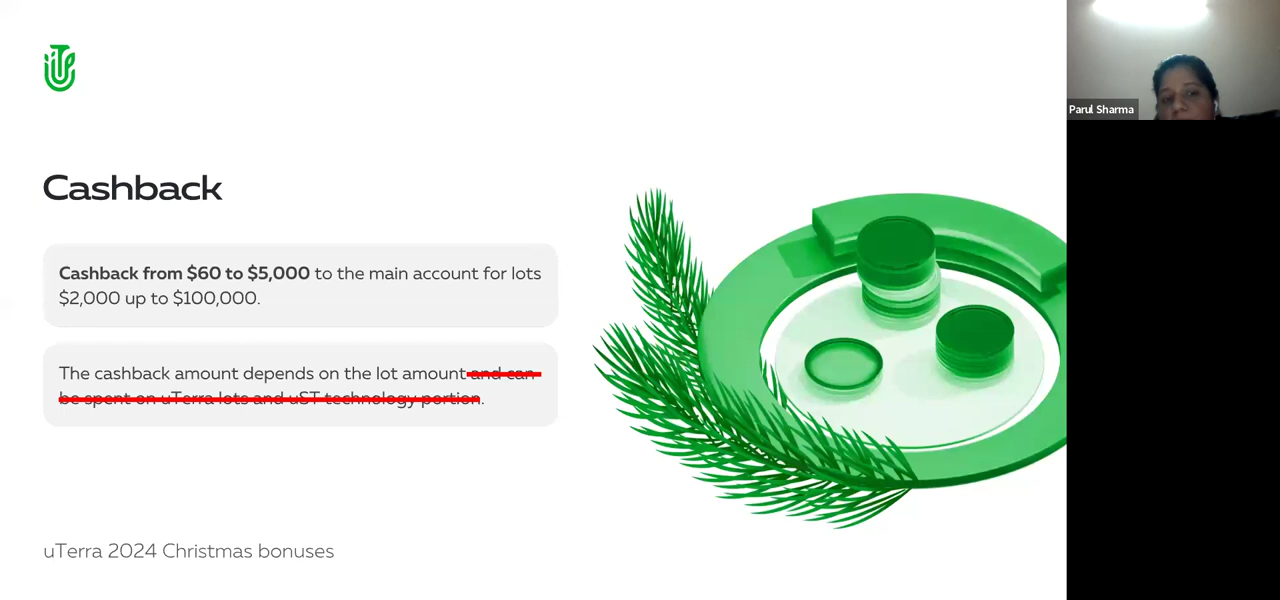 Cashback
Cashback from $60 to $5,000 to the main account for lots
$2,000 up to $100,000.
The cashback amount depends on the lot amount and can
be spent on uTerra lots and uST technology portion.
uTerra 2024 Christmas bonuses
Parul Sharma